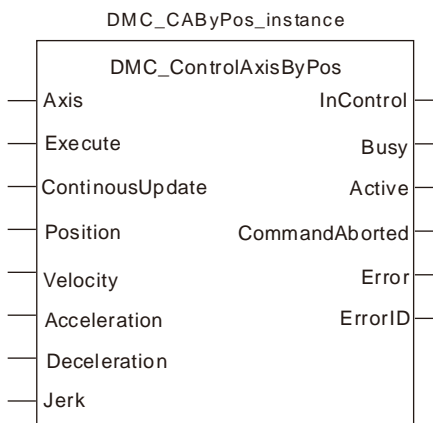 DMC_CAByPos_instance
DMC_ControlAxisByPos
Axis InControl
Execute Busy
ContinousUpdate Active
Position CommandAborted
Velocity Error
Acceleration ErrorID
Deceleration
Jerk